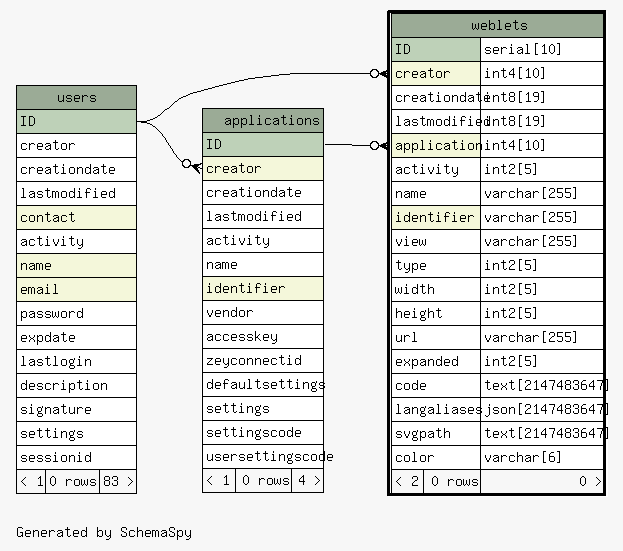 weblets
ID serial[10]
creator int4[10]
creationdate int8[19]
lastmodified int8[19]
application int4[10]
activity int2[5]
name varchar[255]
identifier varchar[255]
view varchar[255]
type int2[5]
width int2[5]
height int2[5]
url varchar[255]
expanded int2[5]
code text[2147483647]
langaliases json[2147483647]
svgpath text[2147483647]
color varchar[6]
< 2 0 rows 0 >
users
ID
creator
creationdate
lastmodified
contact
activity
name
email
password
expdate
lastlogin
description
signature
settings
sessionid
< 1 0 rows 83 >
applications
ID
creator
creationdate
lastmodified
activity
name
identifier
vendor
accesskey
zeyconnectid
defaultsettings
settings
settingscode
usersettingscode
< 1 0 rows 4 >
Generated by SchemaSpy